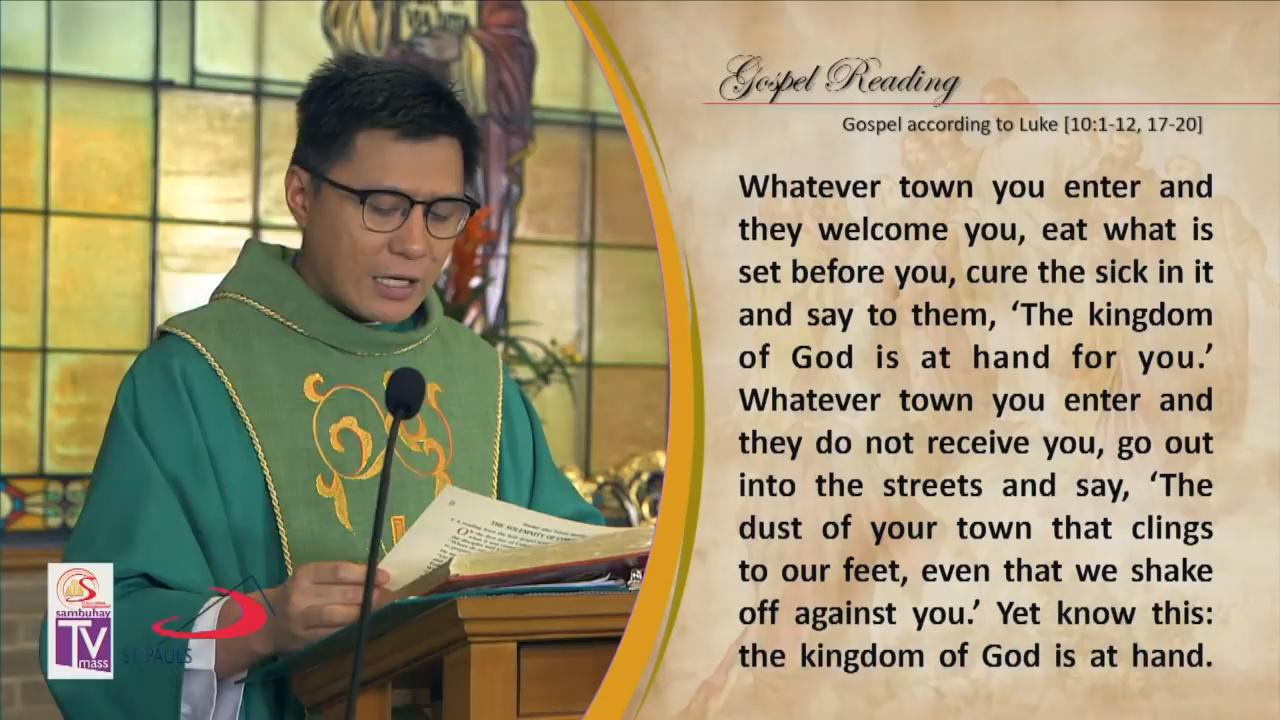 Gospel Reading
Gospel according to Luke [10:1-12, 17-20]
Whatever town you enter and
they welcome you, eat what is
set before you, cure the sick in it
and say to them, ‘The kingdom
of God is at hand for you.’
Whatever town you enter and
they do not receive you, go out
into the streets and say, ‘The
dust of your town that clings
to our feet, even that we shake
off against you.’ Yet know this:
the kingdom of God is at hand.
THE SOLEMNITY OF
sambuhay
TV
mass
ST PAULS